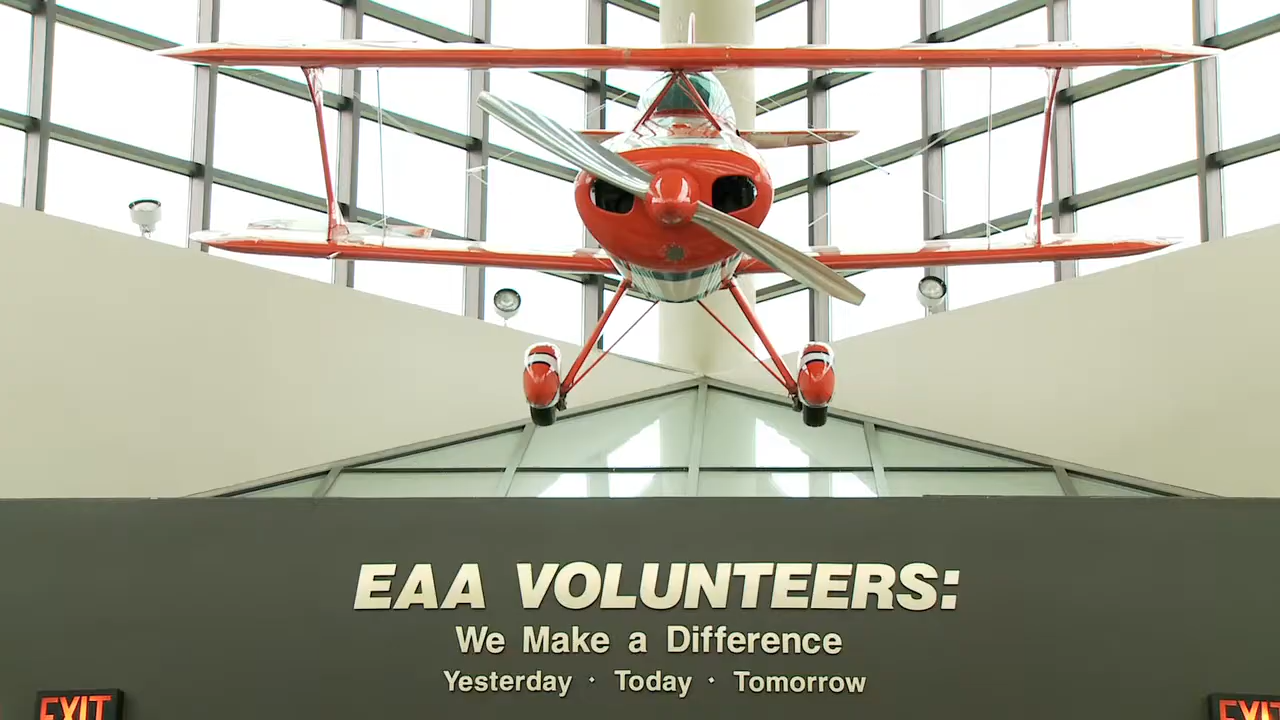 EAA VOLUNTEERS:
We Make a Difference
Yesterday · Today · Tomorrow
EXIT
EXIT